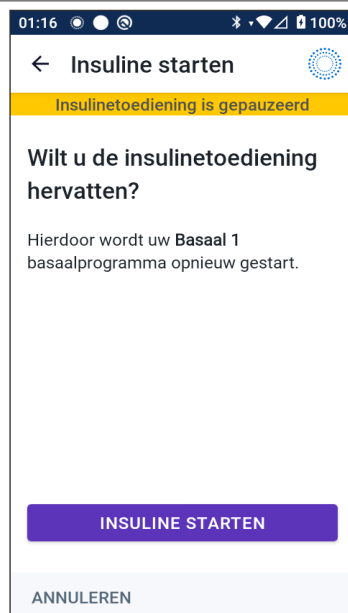 01:16 100%
Insuline starten
Insulinetoediening is gepauzeerd
Wilt u de insulinetoediening
hervatten?
Hierdoor wordt uw Basaal 1
basaalprogramma opnieuw gestart.
INSULINE STARTEN
ANNULEREN